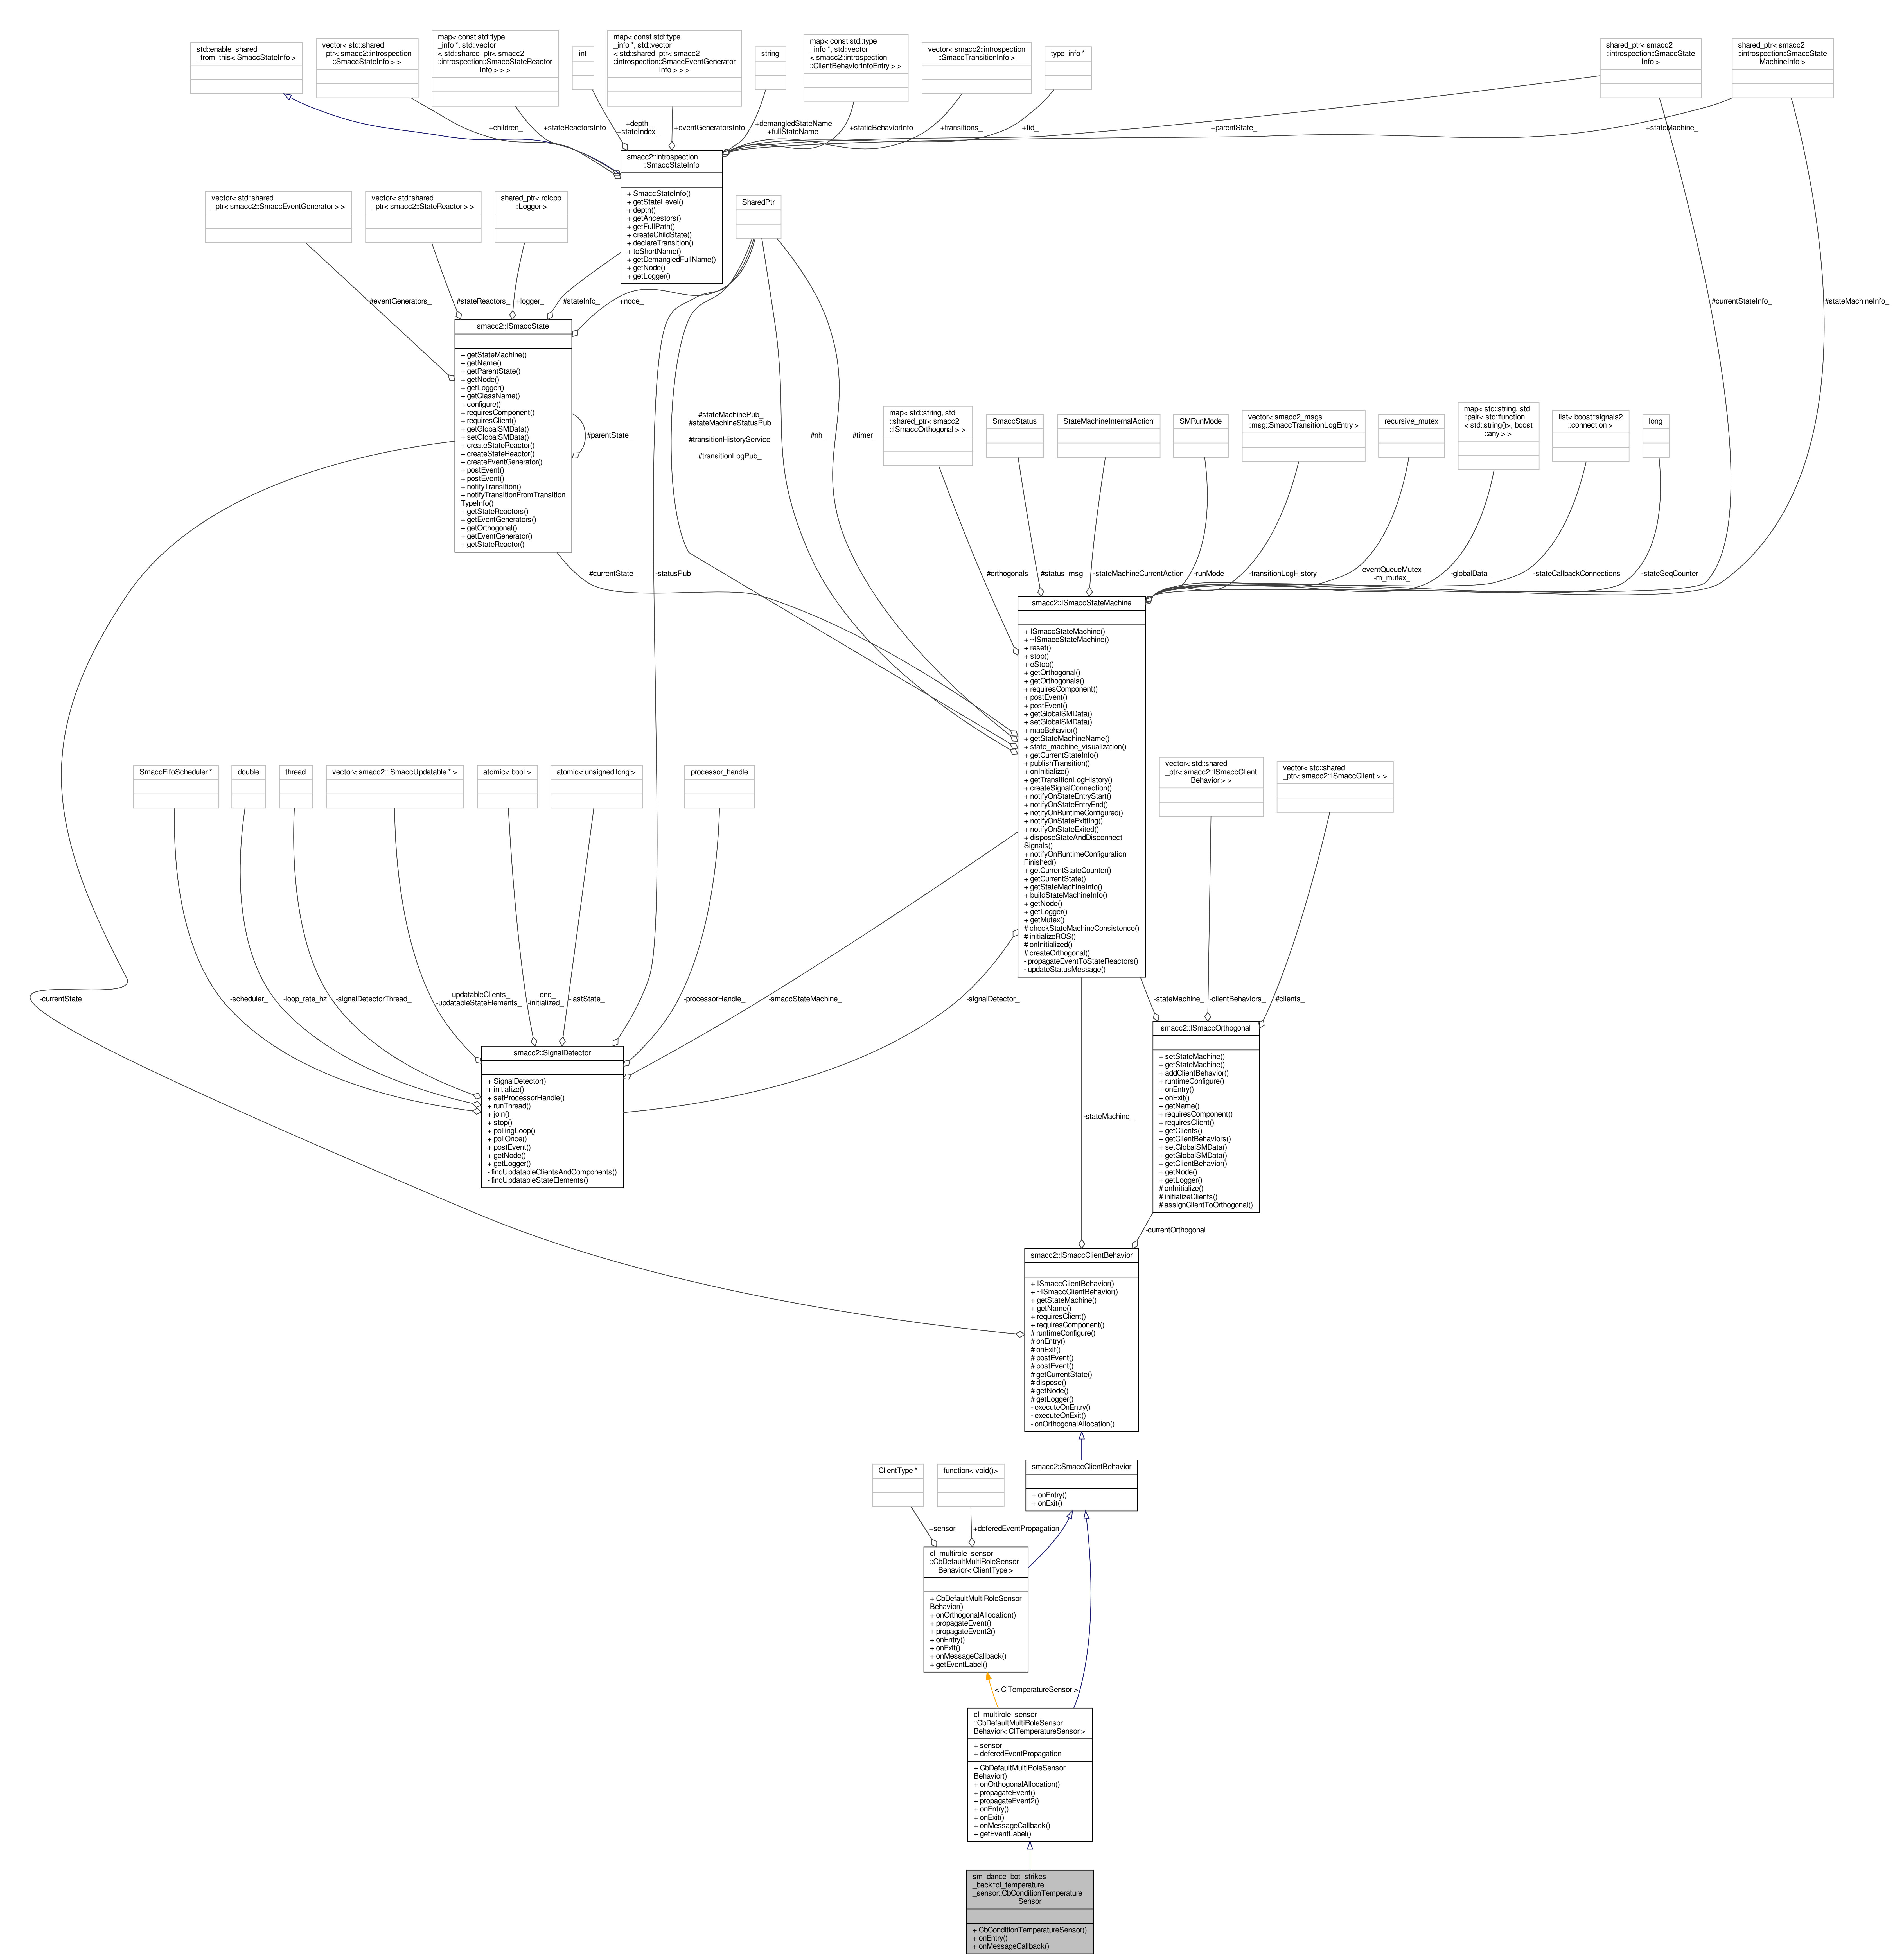 std::enable_shared
_from_this< SmaccStateInfo >
vector< std::shared
_ptr< smacc2::introspection
::SmaccStateInfo > >
map< const std::type
_info *, std::vector
< std::shared_ptr< smacc2
::introspection::SmaccStateReactor
Info > > >
int
map< const std::type
_info *, std::vector
< std::shared_ptr< smacc2
::introspection::SmaccEventGenerator
Info > > >
string
map< const std::type
_info *, std::vector
< smacc2::introspection
::ClientBehaviorInfoEntry > >
vector< smacc2::introspection
::SmaccTransitionInfo >
type_info *
shared_ptr< smacc2
::introspection::SmaccState
Info >
shared_ptr< smacc2
::introspection::SmaccState
MachineInfo >
+children_
+stateReactorsInfo
+depth_
+stateIndex_
+eventGeneratorsInfo
+demangledStateName
+fullStateName
+staticBehaviorInfo
+transitions_
+tid_
+parentState_
+stateMachine_
smacc2::introspection
::SmaccStateInfo
+ SmaccStateInfo()
+ getStateLevel()
+ depth()
+ getAncestors()
+ getFullPath()
+ createChildState()
+ declareTransition()
+ toShortName()
+ getDemangledFullName()
+ getNode()
+ getLogger()
vector< std::shared
_ptr< smacc2::SmaccEventGenerator > >
vector< std::shared
_ptr< smacc2::StateReactor > >
shared_ptr< rclcpp
::Logger >
SharedPtr
#eventGenerators_
#stateReactors_
+logger_
#stateInfo_
+node_
#currentStateInfo_
#stateMachineInfo_
smacc2::ISmaccState
+ getStateMachine()
+ getName()
+ getParentState()
+ getNode()
+ getLogger()
+ getClassName()
+ configure()
+ requiresComponent()
+ requiresClient()
+ getGlobalSMData()
+ setGlobalSMData()
+ createStateReactor()
+ createStateReactor()
+ createEventGenerator()
+ postEvent()
+ postEvent()
+ notifyTransition()
+ notifyTransitionFromTransition
TypeInfo()
+ getStateReactors()
+ getEventGenerators()
+ getOrthogonal()
+ getEventGenerator()
+ getStateReactor()
#parentState_
#stateMachinePub_
#stateMachineStatusPub
_
#transitionHistoryService
_
#transitionLogPub_
#nh_
#timer_
map< std::string, std
::shared_ptr< smacc2
::ISmaccOrthogonal > >
SmaccStatus
StateMachineInternalAction
SMRunMode
vector< smacc2_msgs
::msg::SmaccTransitionLogEntry >
recursive_mutex
map< std::string, std
::pair< std::function
< std::string()>, boost
::any > >
list< boost::signals2
::connection >
long
#currentState_
-statusPub_
#orthogonals_
#status_msg_
-stateMachineCurrentAction
-runMode_
-transitionLogHistory_
-eventQueueMutex_
-m_mutex_
-globalData_
-stateCallbackConnections
-stateSeqCounter_
smacc2::ISmaccStateMachine
+ ISmaccStateMachine()
+ ~ISmaccStateMachine()
+ reset()
+ stop()
+ eStop()
+ getOrthogonal()
+ getOrthogonals()
+ requiresComponent()
+ postEvent()
+ postEvent()
+ getGlobalSMData()
+ setGlobalSMData()
+ mapBehavior()
+ getStateMachineName()
+ state_machine_visualization()
+ getCurrentStateInfo()
+ publishTransition()
+ onInitialize()
+ getTransitionLogHistory()
+ createSignalConnection()
+ notifyOnStateEntryStart()
+ notifyOnStateEntryEnd()
+ notifyOnRuntimeConfigured()
+ notifyOnStateExitting()
+ notifyOnStateExited()
+ disposeStateAndDisconnect
Signals()
+ notifyOnRuntimeConfiguration
Finished()
+ getCurrentStateCounter()
+ getCurrentState()
+ getStateMachineInfo()
+ buildStateMachineInfo()
+ getNode()
+ getLogger()
+ getMutex()
# checkStateMachineConsistence()
# initializeROS()
# onInitialized()
# createOrthogonal()
- propagateEventToStateReactors()
- updateStatusMessage()
SmaccFifoScheduler *
double
thread
vector< smacc2::ISmaccUpdatable * >
atomic< bool >
atomic< unsigned long >
processor_handle
vector< std::shared
_ptr< smacc2::ISmaccClient
Behavior > >
vector< std::shared
_ptr< smacc2::ISmaccClient > >
-currentState
-scheduler_
-loop_rate_hz
-signalDetectorThread_
-updatableClients_
-updatableStateElements_
-end_
-initialized_
-lastState_
-processorHandle_
-smaccStateMachine_
-signalDetector_
-stateMachine_
-clientBehaviors_
#clients_
smacc2::SignalDetector
+ SignalDetector()
+ initialize()
+ setProcessorHandle()
+ runThread()
+ join()
+ stop()
+ pollingLoop()
+ pollOnce()
+ postEvent()
+ getNode()
+ getLogger()
- findUpdatableClientsAndComponents()
- findUpdatableStateElements()
smacc2::ISmaccOrthogonal
+ setStateMachine()
+ getStateMachine()
+ addClientBehavior()
+ runtimeConfigure()
+ onEntry()
+ onExit()
+ getName()
+ requiresComponent()
+ requiresClient()
+ getClients()
+ getClientBehaviors()
+ setGlobalSMData()
+ getGlobalSMData()
+ getClientBehavior()
+ getNode()
+ getLogger()
# onInitialize()
# initializeClients()
# assignClientToOrthogonal()
-stateMachine_
-currentOrthogonal
smacc2::ISmaccClientBehavior
+ ISmaccClientBehavior()
+ ~ISmaccClientBehavior()
+ getStateMachine()
+ getName()
+ requiresClient()
+ requiresComponent()
# runtimeConfigure()
# onEntry()
# onExit()
# postEvent()
# postEvent()
# getCurrentState()
# dispose()
# getNode()
# getLogger()
- executeOnEntry()
- executeOnExit()
- onOrthogonalAllocation()
ClientType *
function< void()>
smacc2::SmaccClientBehavior
+ onEntry()
+ onExit()
+sensor_
+deferedEventPropagation
cl_multirole_sensor
::CbDefaultMultiRoleSensor
Behavior< ClientType >
+ CbDefaultMultiRoleSensor
Behavior()
+ onOrthogonalAllocation()
+ propagateEvent()
+ propagateEvent2()
+ onEntry()
+ onExit()
+ onMessageCallback()
+ getEventLabel()
< ClTemperatureSensor >
cl_multirole_sensor
::CbDefaultMultiRoleSensor
Behavior< ClTemperatureSensor >
+ sensor_
+ deferedEventPropagation
+ CbDefaultMultiRoleSensor
Behavior()
+ onOrthogonalAllocation()
+ propagateEvent()
+ propagateEvent2()
+ onEntry()
+ onExit()
+ onMessageCallback()
+ getEventLabel()
sm_dance_bot_strikes
_back::cl_temperature
_sensor::CbConditionTemperature
Sensor
+ CbConditionTemperatureSensor()
+ onEntry()
+ onMessageCallback()